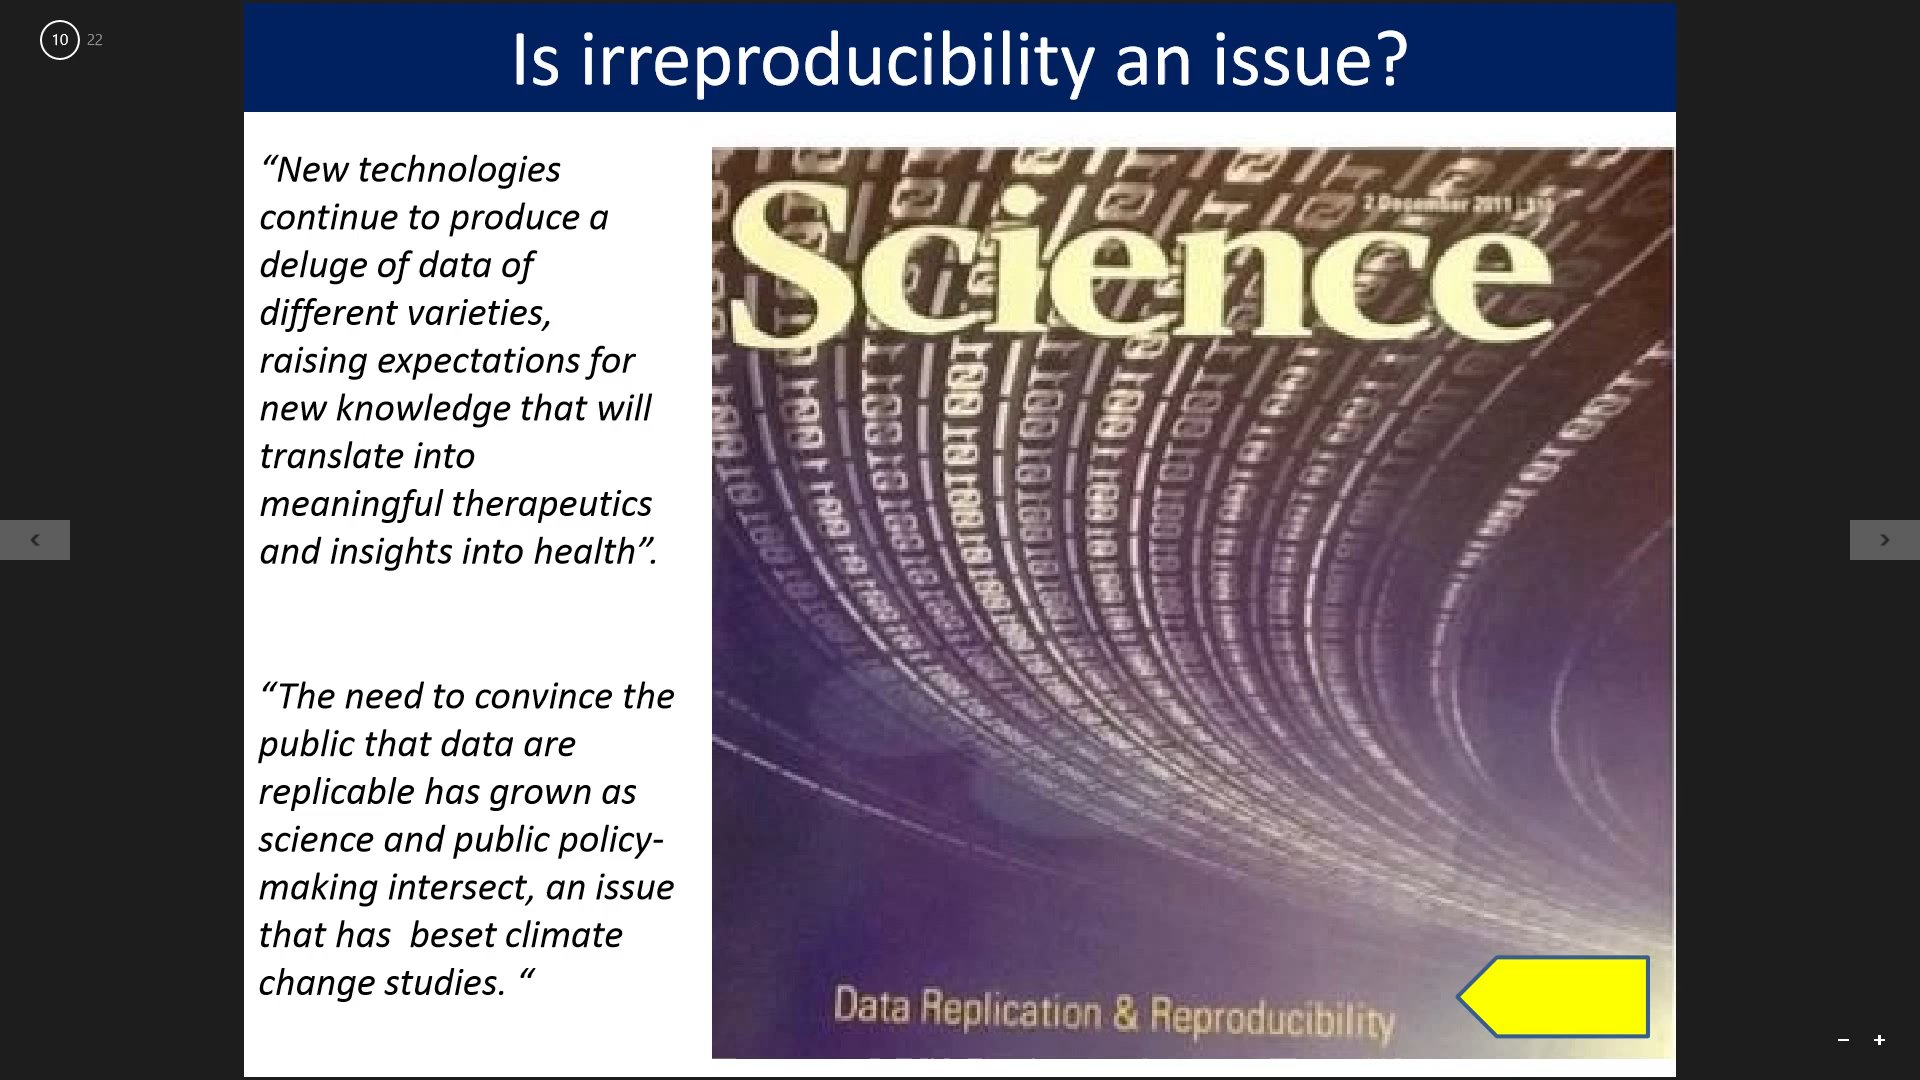 10 22
Is irreproducibility an issue?
“New technologies
continue to produce a
deluge of data of
different varieties,
raising expectations for
new knowledge that will
translate into
meaningful therapeutics
and insights into health”.
“The need to convince the
public that data are
replicable has grown as
science and public policy-
making intersect, an issue
that has  beset climate
change studies. “
2 December 2011
Science
Data Replication & Reproducibility